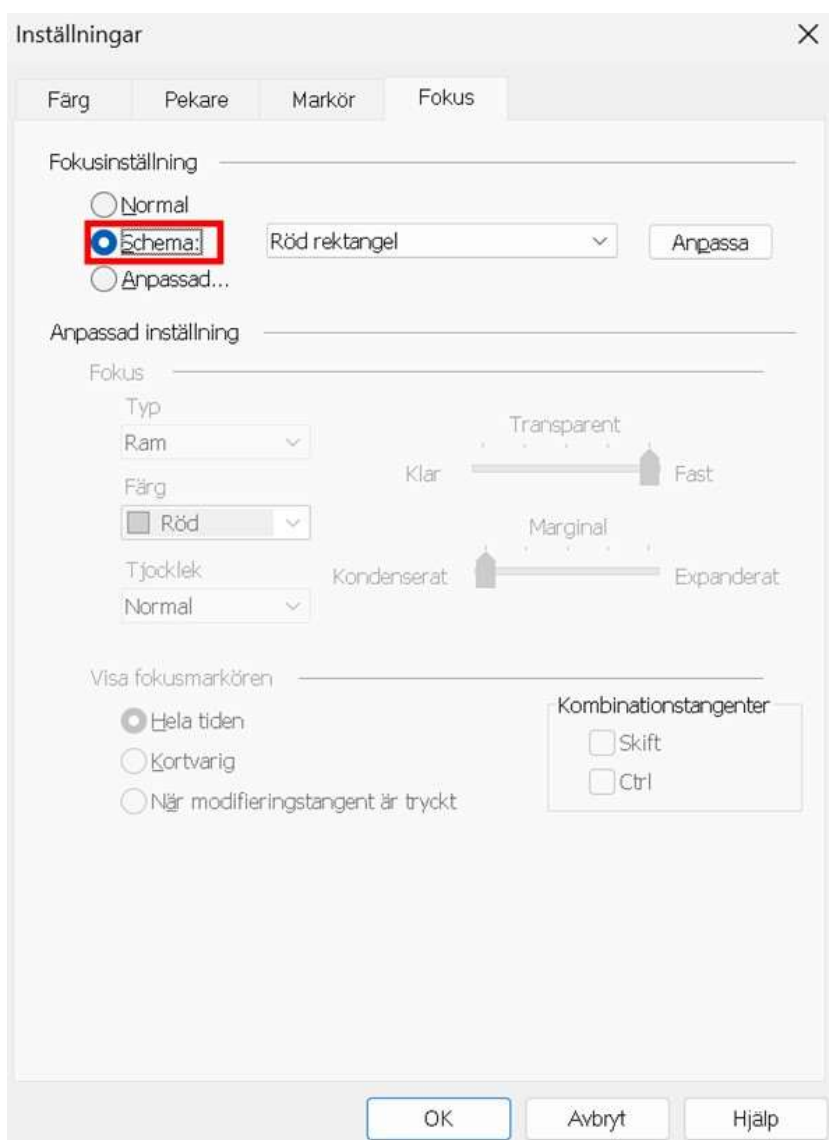 Inställningar
Färg Pekare Markör Fokus
Fokusinställning
Normal
Schema: Röd rektangel Anpassa
Anpassad...
Anpassad inställning
Fokus
Typ
Transparent
Ram
Klar Fast
Färg
Röd
Marginal
Tjocklek
Kondenserat Expanderat
Normal
Visa fokusmarkören
Kombinationstangenter
Hela tiden
Skift
Kortvarig
Ctrl
När modifieringstangent är tryckt
OK Avbryt Hjälp